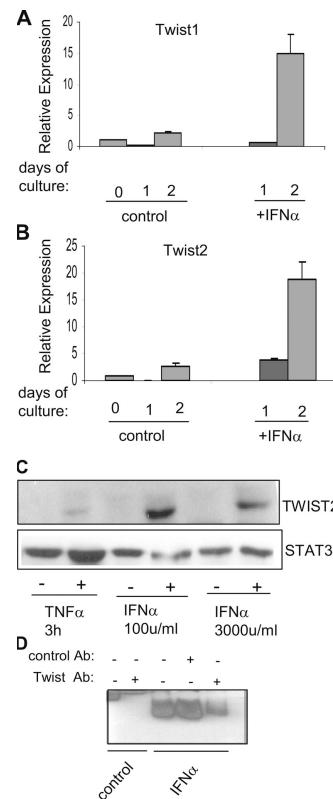 A
Twist1
Relative Expression
20
15
10
5
0
days of
culture:
0 1 2 1 2
control +IFNα
B
Twist2
Relative Expression
25
20
15
10
5
0
days of
culture:
0 1 2 1 2
control +IFNα
C
TWIST2
STAT3
- + - + - +
TNFα IFNα IFNα
3h 100u/ml 3000u/ml
D
control Ab: - - - + -
Twist Ab: - + - - +
control IFNα